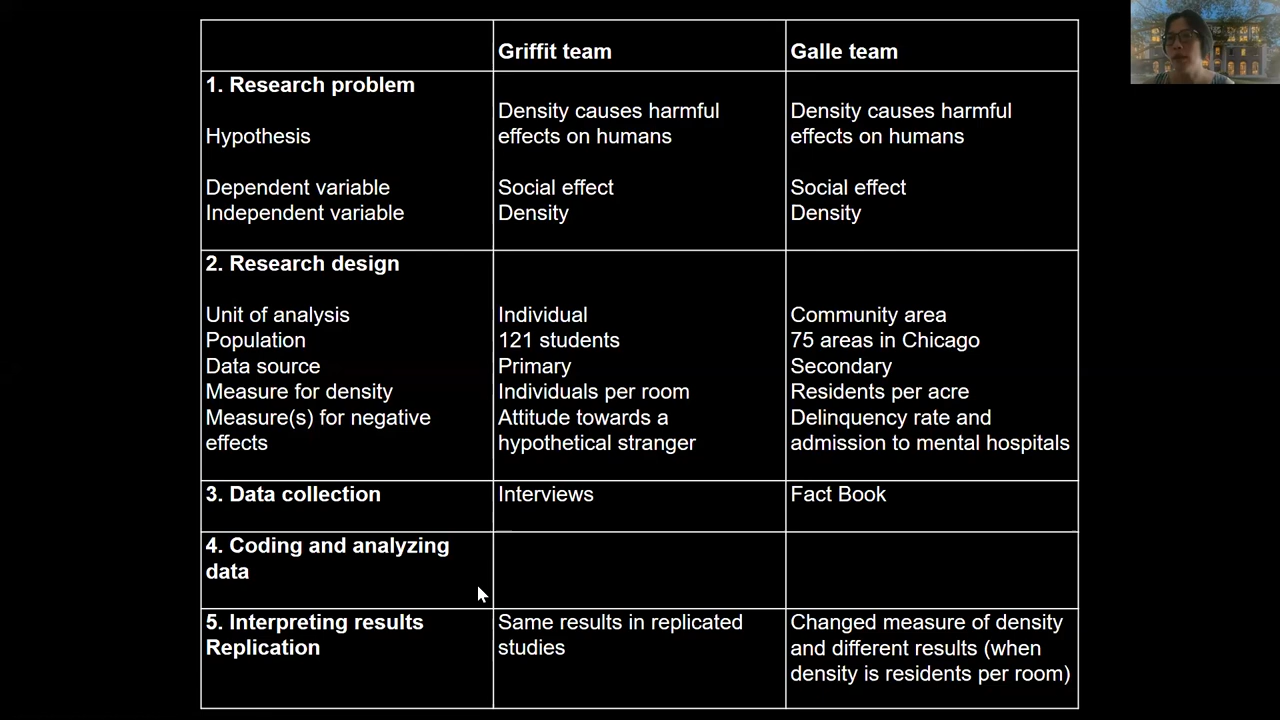 Griffit team
Galle team
1. Research problem
Hypothesis
Dependent variable
Independent variable
Density causes harmful
effects on humans
Social effect
Density
Density causes harmful
effects on humans
Social effect
Density
2. Research design
Unit of analysis
Population
Data source
Measure for density
Measure(s) for negative
effects
Individual
121 students
Primary
Individuals per room
Attitude towards a
hypothetical stranger
Community area
75 areas in Chicago
Secondary
Residents per acre
Delinquency rate and
admission to mental hospitals
3. Data collection
Interviews
Fact Book
4. Coding and analyzing
data
5. Interpreting results
Replication
Same results in replicated
studies
Changed measure of density
and different results (when
density is residents per room)